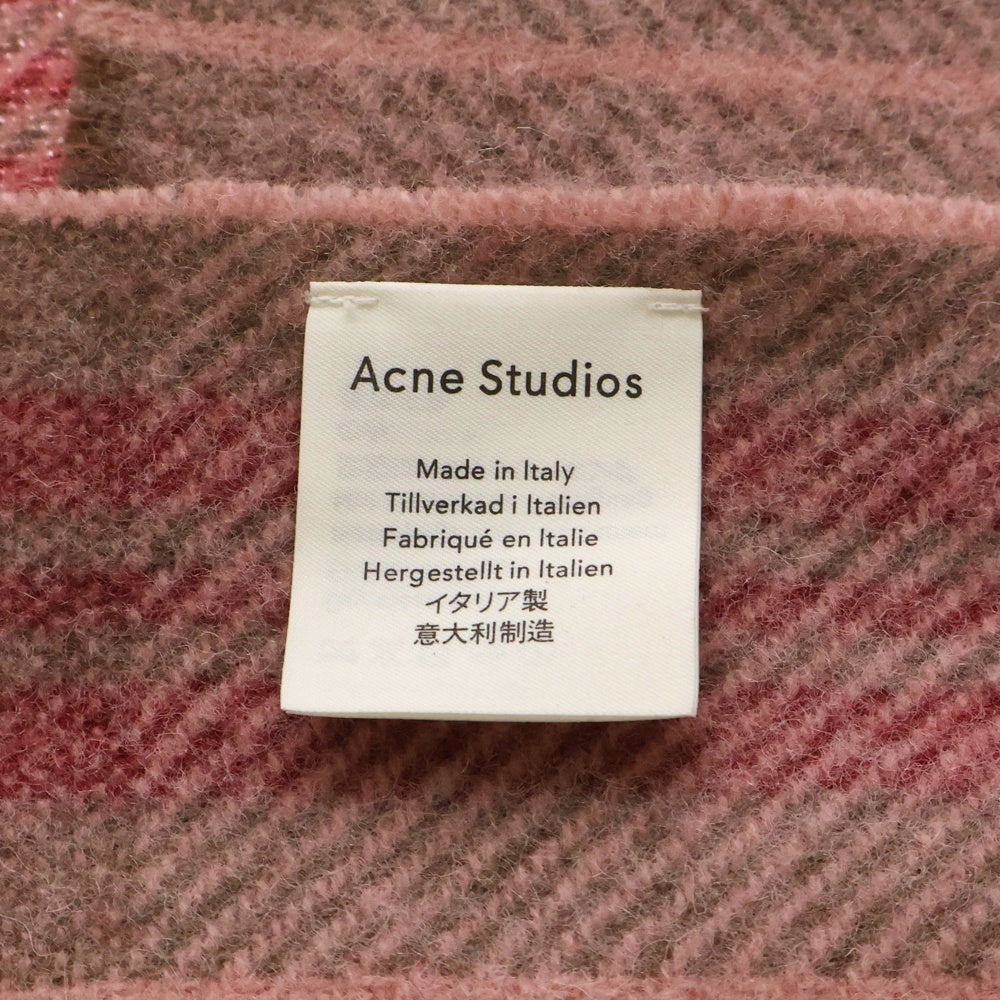 Acne Studios
Made in Italy
Tillverkad i Italien
Fabriqué en Italie
Hergestellt in Italien
イタリア製
意大利制造